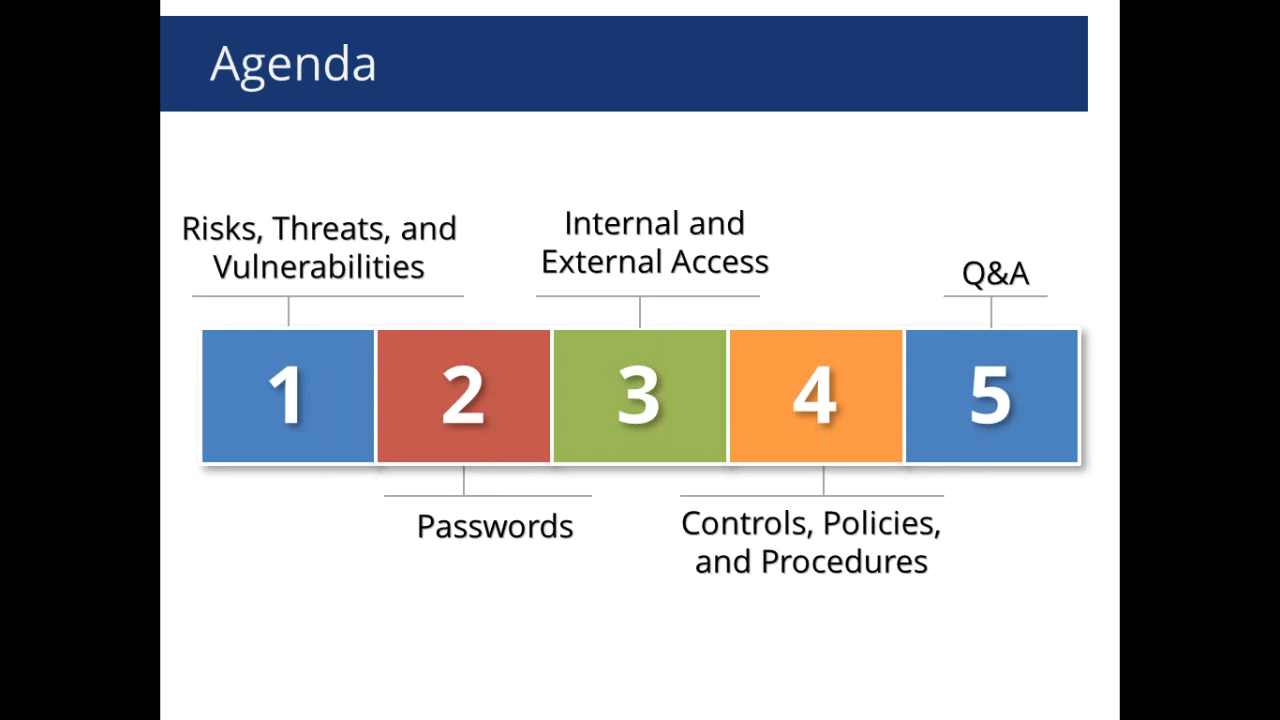 Agenda
Risks, Threats, and
Vulnerabilities
Internal and
External Access
Q&A
1
2
3
4
5
Passwords
Controls, Policies,
and Procedures